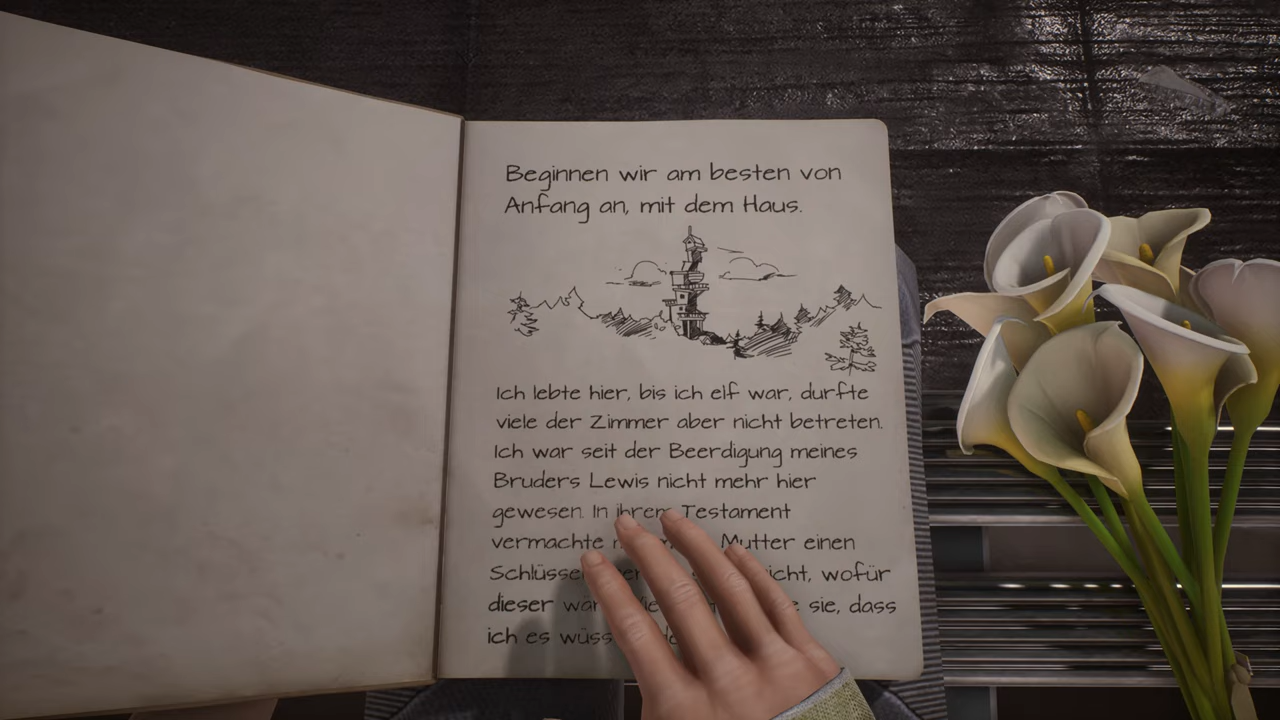 Beginnen wir am besten von
Anfang an, mit dem Haus.
Ich lebte hier, bis ich elf war, durfte
viele der Zimmer aber nicht betreten.
Ich war seit der Beerdigung meines
Bruders Lewis nicht mehr hier
gewesen. In ihrem Testament
vermachte Mutter einen
wofür
dieser sie, dass
ich es